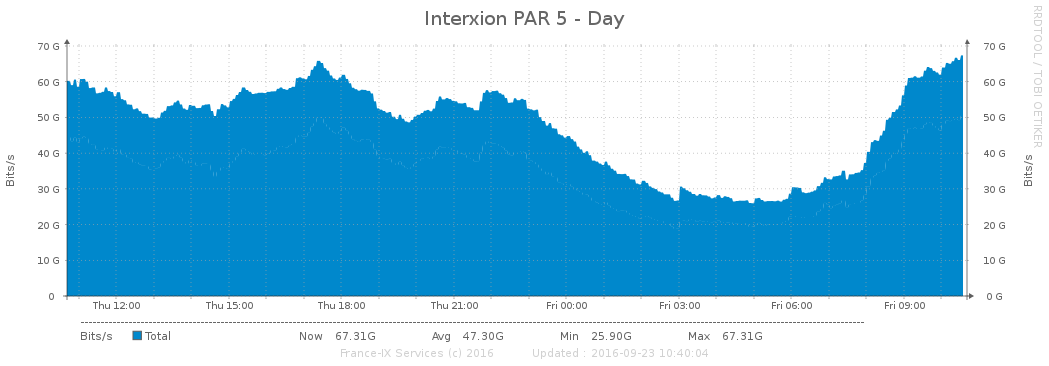 Interxion PAR 5 - Day
RRDTOOL / TOBI OETIKER
70 G 70 G
60 G 60 G
50 G 50 G
40 G 40 G
30 G 30 G
20 G 20 G
10 G 10 G
0 0 G
Bits/s
Bits/s
Thu 12:00 Thu 15:00 Thu 18:00 Thu 21:00 Fri 00:00 Fri 03:00 Fri 06:00 Fri 09:00
Bits/s Total Now 67.31G Avg 47.30G Min 25.90G Max 67.31G
France-IX Services (c) 2016 Updated : 2016-09-23 10:40:04